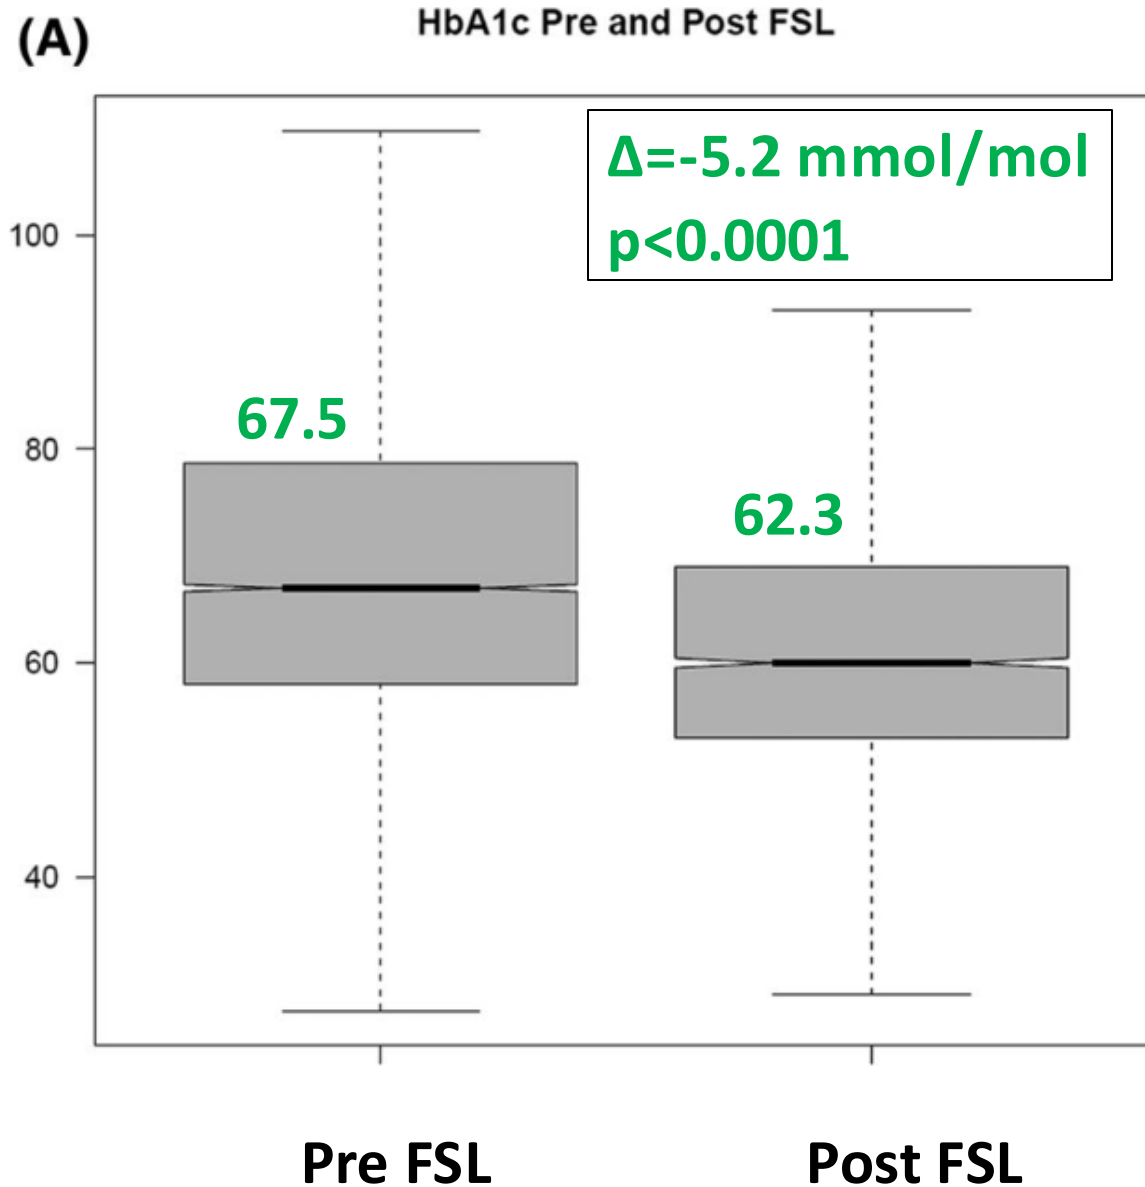 (A)
HbA1c Pre and Post FSL
Δ=-5.2 mmol/mol
p<0.0001
100
80
60
40
67.5
62.3
Pre FSL
Post FSL